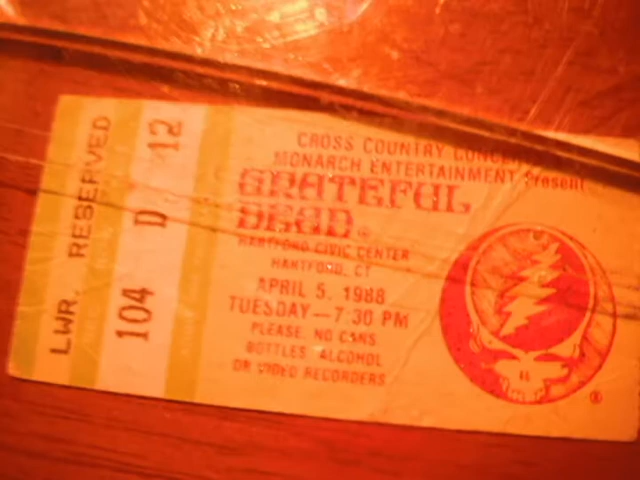 LWR. RESERVED
104 D 12
CROSS COUNTRY
MONARCH ENTERTAINMENT Present
GRATEFUL
DEAD
HARTFORD CIVIC CENTER
HARTFORD, CT
APRIL 5, 1988
TUESDAY—7:30 PM
PLEASE, NO CANS,
BOTTLES, ALCOHOL
OR VIDEO RECORDERS
®